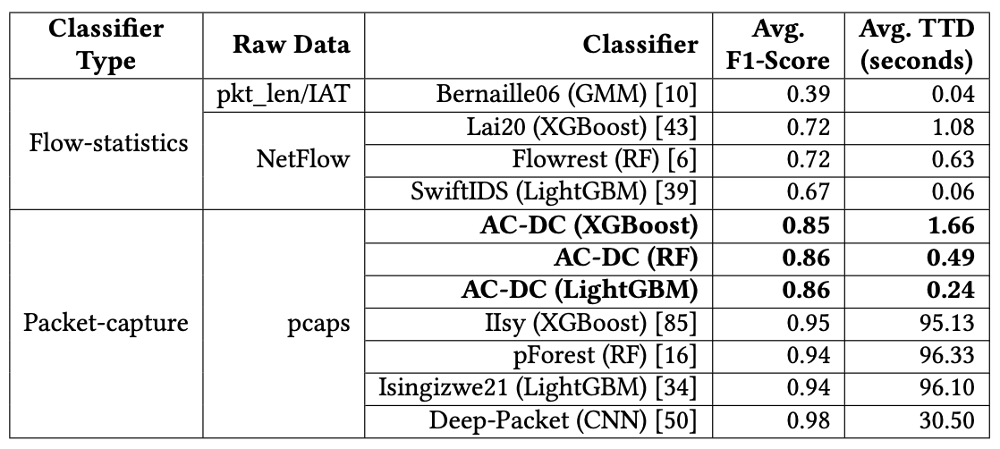 Classifier Type Raw Data Classifier Avg. F1-Score Avg. TTD (seconds)
Flow-statistics pkt_len/IAT Bernaille06 (GMM) [10] 0.39 0.04
NetFlow Lai20 (XGBoost) [43] 0.72 1.08
Flowrest (RF) [6] 0.72 0.63
SwiftIDS (LightGBM) [39] 0.67 0.06
Packet-capture pcaps AC-DC (XGBoost) 0.85 1.66
AC-DC (RF) 0.86 0.49
AC-DC (LightGBM) 0.86 0.24
IIsy (XGBoost) [85] 0.95 95.13
pForest (RF) [16] 0.94 96.33
Isingizwe21 (LightGBM) [34] 0.94 96.10
Deep-Packet (CNN) [50] 0.98 30.50